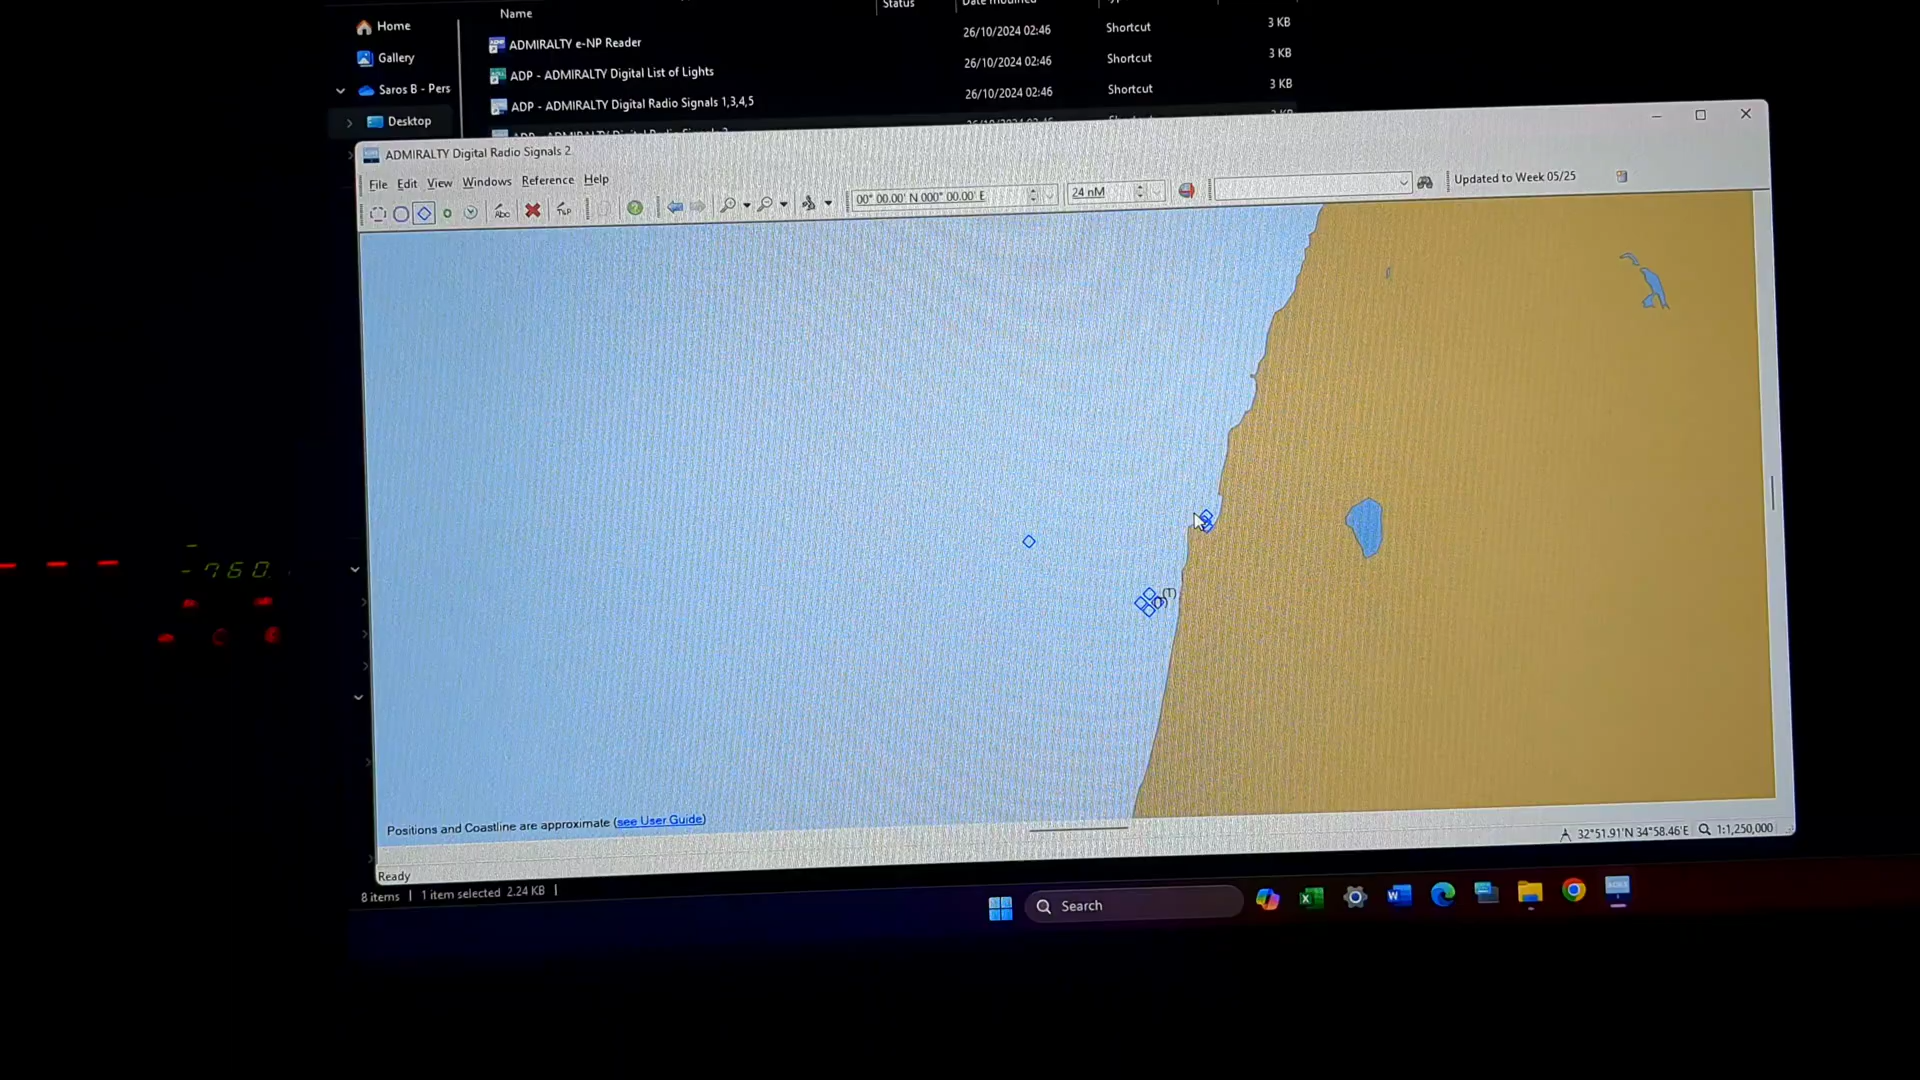 Name
Status
Date modified
Home
Gallery
Saros B - Pers
Desktop
ADMIRALTY e-NP Reader 26/10/2024 02:46 Shortcut 3 KB
ADP - ADMIRALTY Digital List of Lights 26/10/2024 02:46 Shortcut 3 KB
ADP - ADMIRALTY Digital Radio Signals 1,3,4,5 26/10/2024 02:46 Shortcut 3 KB
ADMIRALTY Digital Radio Signals 2
File Edit View Windows Reference Help
00° 00.00' N 000° 00.00' E
24 nM
Updated to Week 05/25
(T)
Positions and Coastline are approximate (see User Guide)
32°51.91'N 34°58.46'E 1:1,250,000
Ready
8 items 1 item selected 2.24 KB
Search
-760